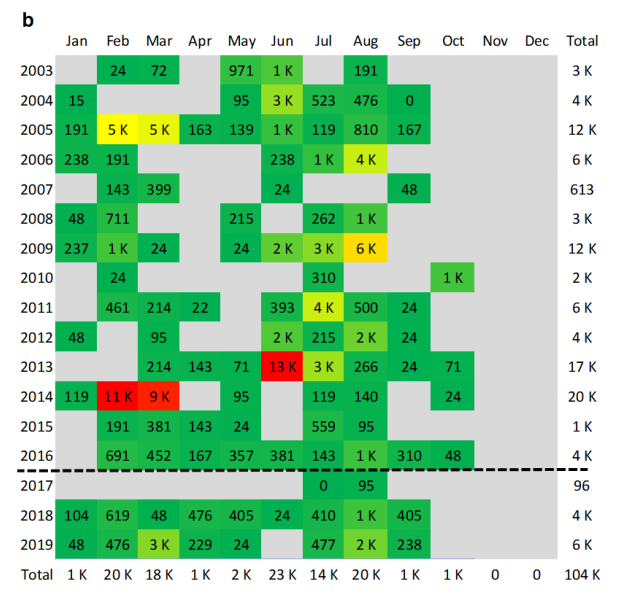 b
Jan Feb Mar Apr May Jun Jul Aug Sep Oct Nov Dec Total
2003 24 72 971 1 K 191 3 K
2004 15 95 3 K 523 476 0 4 K
2005 191 5 K 5 K 163 139 1 K 119 810 167 12 K
2006 238 191 238 1 K 4 K 6 K
2007 143 399 24 48 613
2008 48 711 215 262 1 K 3 K
2009 237 1 K 24 24 2 K 3 K 6 K 12 K
2010 24 310 1 K 2 K
2011 461 214 22 393 4 K 500 24 6 K
2012 48 95 2 K 215 2 K 24 4 K
2013 214 143 71 13 K 3 K 266 24 71 17 K
2014 119 11 K 9 K 95 119 140 24 20 K
2015 191 381 143 24 559 95 1 K
2016 691 452 167 357 381 143 1 K 310 48 4 K
2017 0 95 96
2018 104 619 48 476 405 24 410 1 K 405 4 K
2019 48 476 3 K 229 24 477 2 K 238 6 K
Total 1 K 20 K 18 K 1 K 2 K 23 K 14 K 20 K 1 K 1 K 0 0 104 K